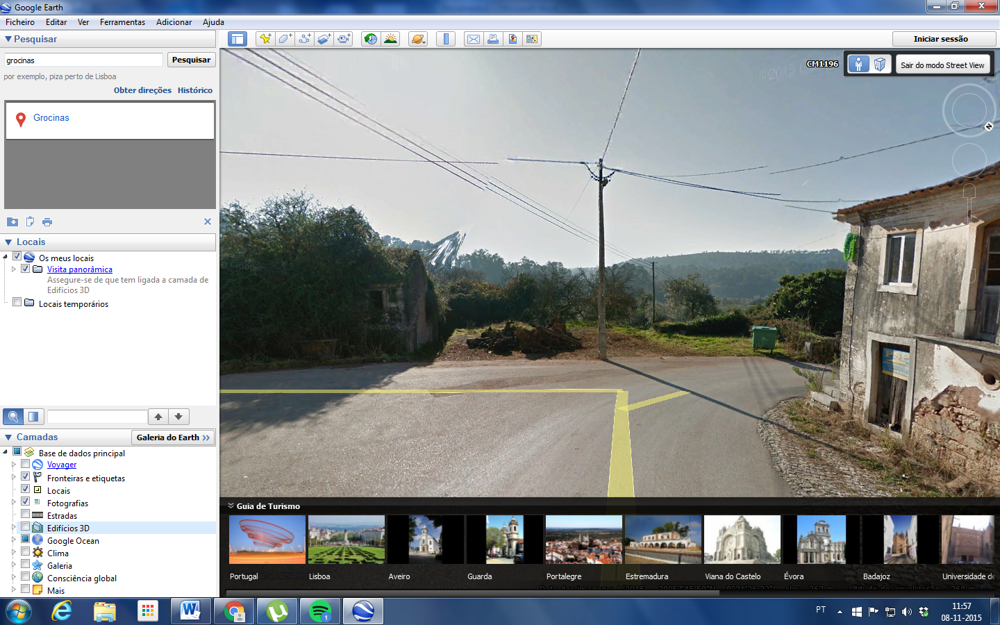 Google Earth
Ficheiro Editar Ver Ferramentas Adicionar Ajuda
Pesquisar
grocinas
Pesquisar
por exemplo, piza perto de Lisboa
Obter direções Histórico
Grocinas
Locais
Os meus locais
Visita panorâmica
Assegure-se de que tem ligada a camada de
Edifícios 3D
Locais temporários
Camadas
Galeria do Earth
Base de dados principal
Voyager
Fronteiras e etiquetas
Locais
Fotografias
Estradas
Edifícios 3D
Google Ocean
Clima
Galeria
Consciência global
Mais
Iniciar sessão
CM1196
Sair do modo Street View
N
Guia de Turismo
Portugal
Lisboa
Aveiro
Guarda
Portalegre
Estremadura
Viana do Castelo
Évora
Badajoz
Universidade de
1
PT
11:57
08-11-2015